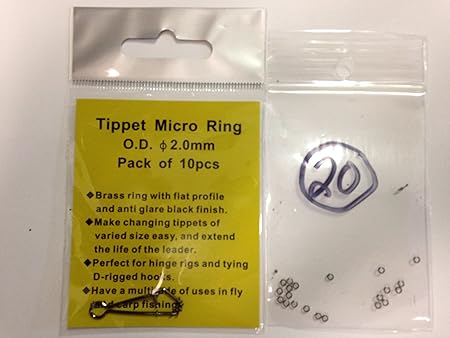 Tippet Micro Ring
O.D. ϕ2.0mm
Pack of 10pcs
◆Brass ring with flat profile
and anti glare black finish.
◆Make changing tippets of
varied size easy, and extend
the life of the leader.
◆Perfect for hinge rigs and tying
D-rigged hooks.
◆Have a multitude of uses in fly
and carp fishing.
20